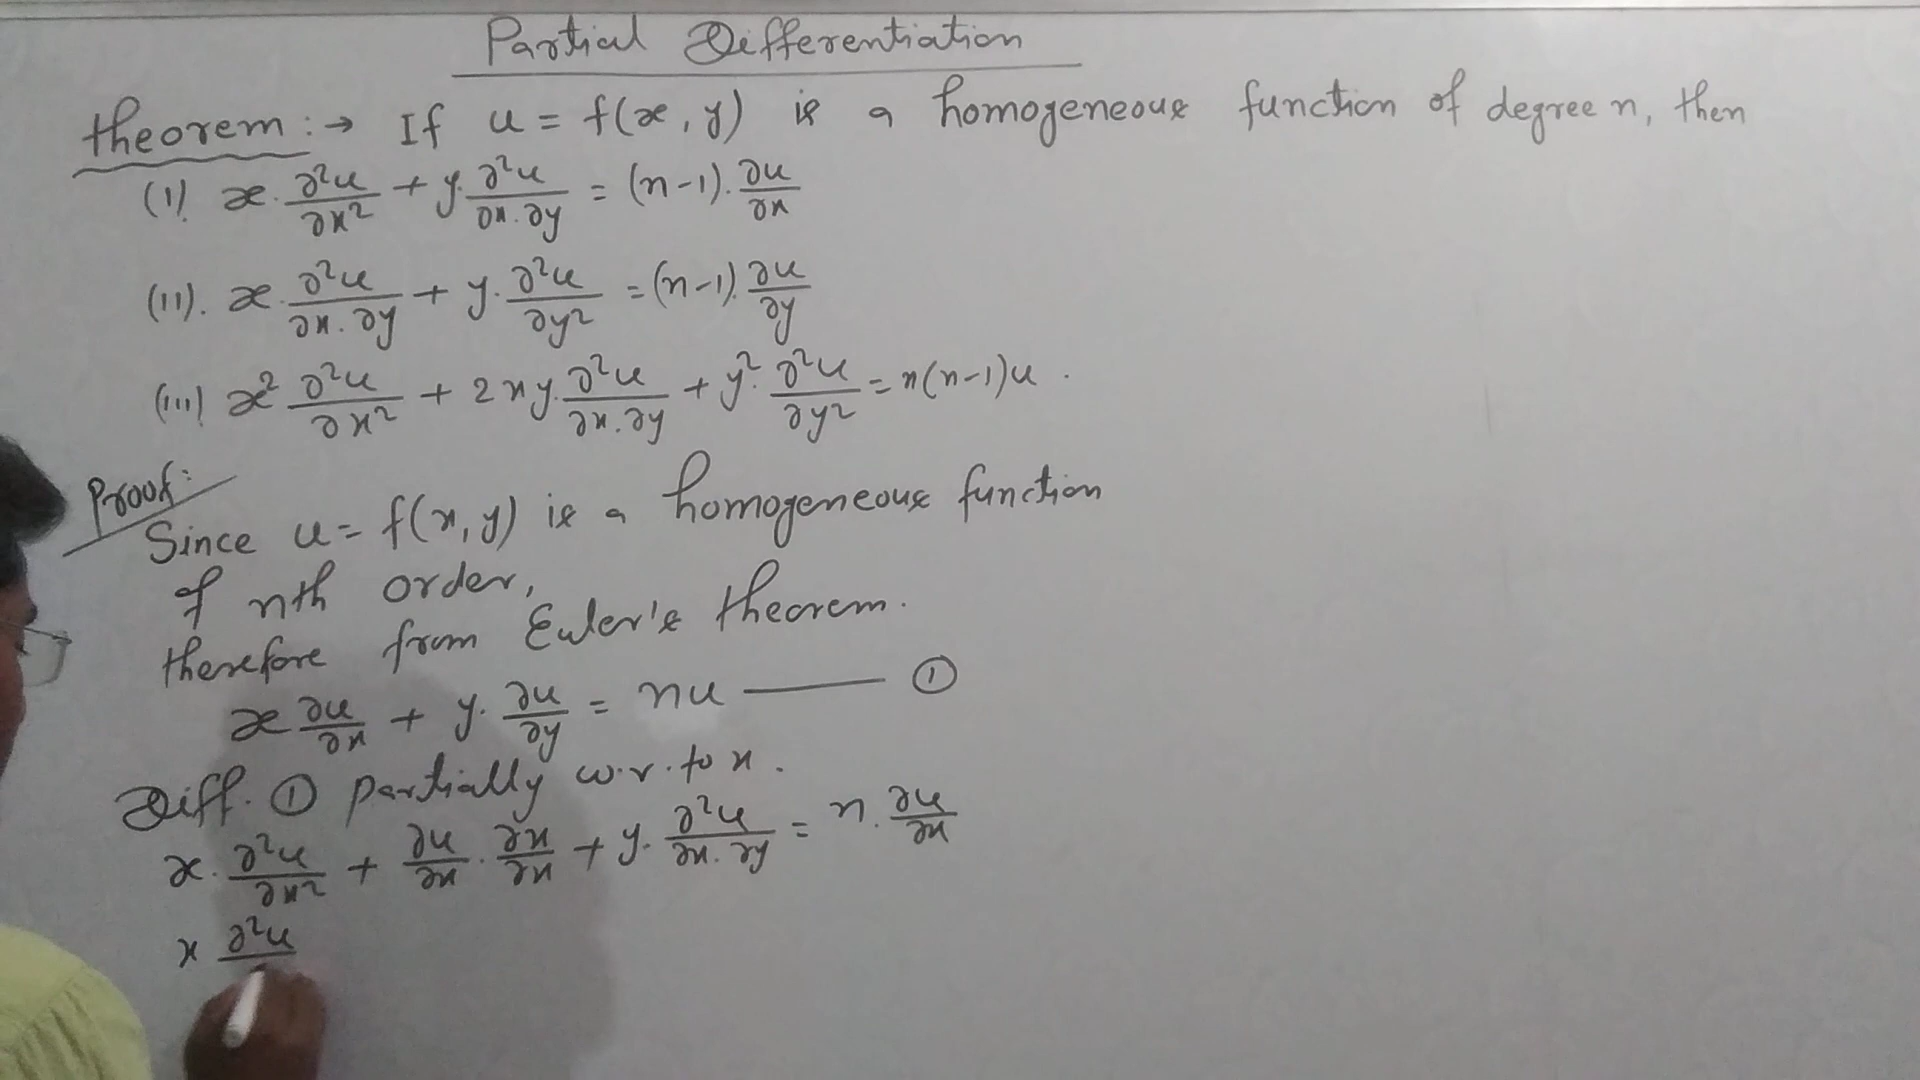 Partial Differentiation
theorem :→ If u = f(x, y) is a homogeneous function of degree n, then
(I). x. ∂²u/∂x² + y. ∂²u/∂x.∂y = (n-1). ∂u/∂x
(II). x. ∂²u/∂x.∂y + y. ∂²u/∂y² = (n-1). ∂u/∂y
(III) x² ∂²u/∂x² + 2xy. ∂²u/∂x.∂y + y². ∂²u/∂y² = n(n-1)u .
Proof:
Since u = f(x, y) is a homogeneous function
of nth order,
therefore from Euler's theorem.
x ∂u/∂x + y. ∂u/∂y = nu —— ①
Diff. ① partially w.r. to x.
x. ∂²u/∂x² + ∂u/∂x . ∂x/∂x + y. ∂²u/∂x.∂y = n. ∂u/∂x
x ∂²u